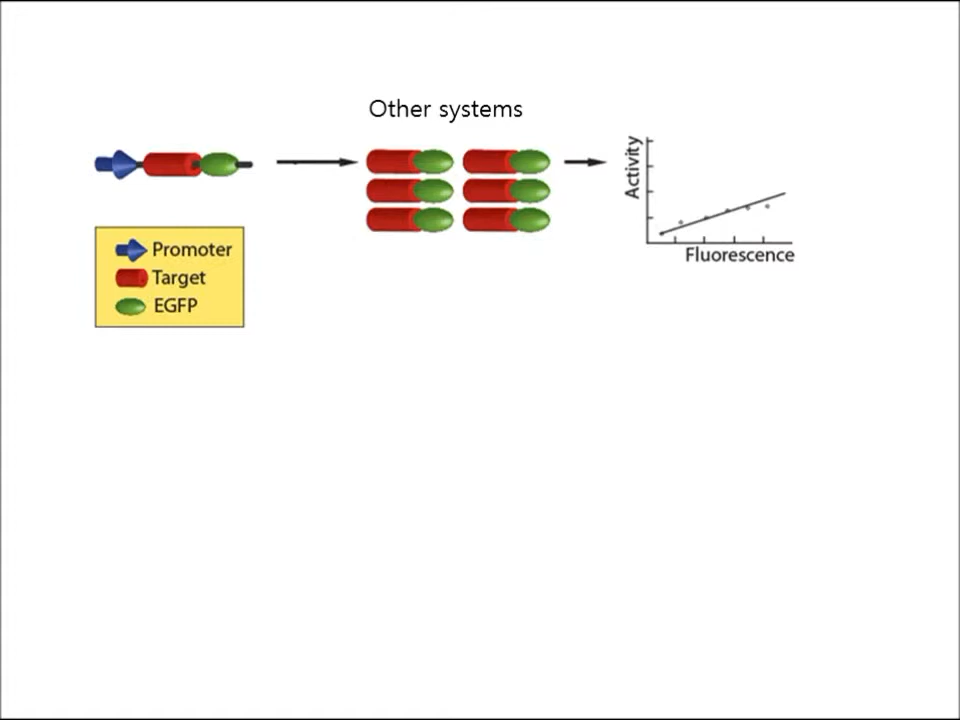 Other systems
Activity
Fluorescence
Promoter
Target
EGFP